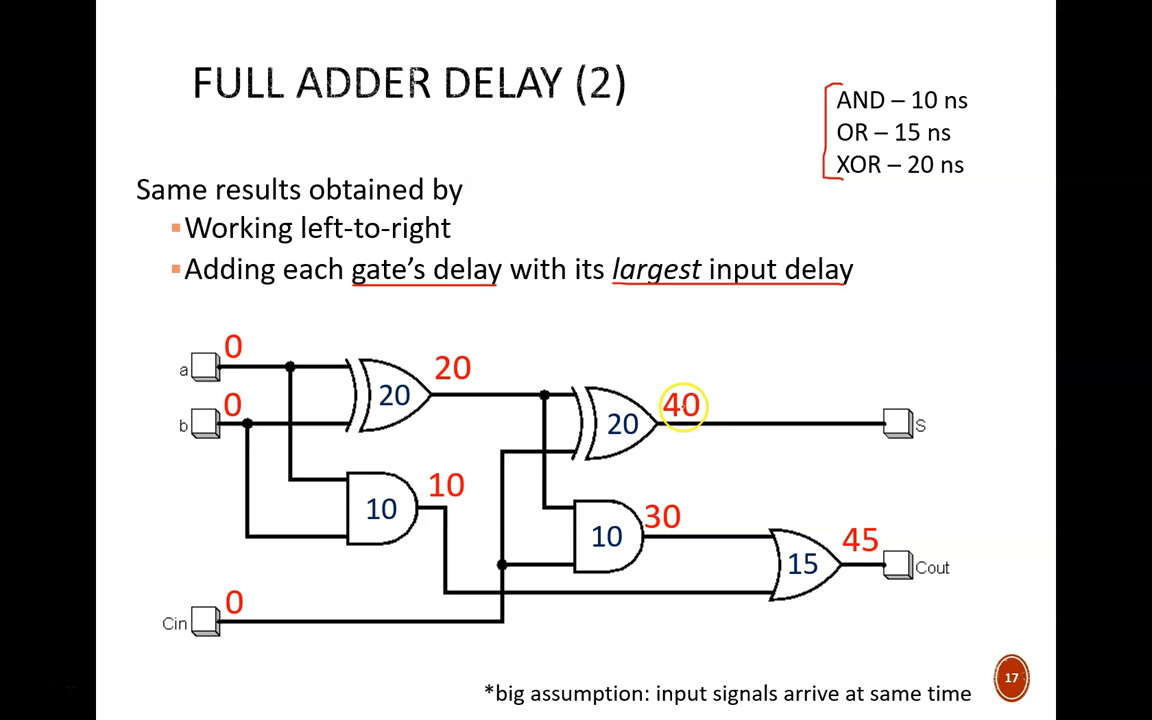 FULL ADDER DELAY (2)
AND – 10 ns
OR – 15 ns
XOR – 20 ns
Same results obtained by
▪Working left-to-right
▪Adding each gate's delay with its largest input delay
a
0
20
20
b
0
20
40
S
10
10
10
30
15
45
Cout
Cin
0
*big assumption: input signals arrive at same time
17